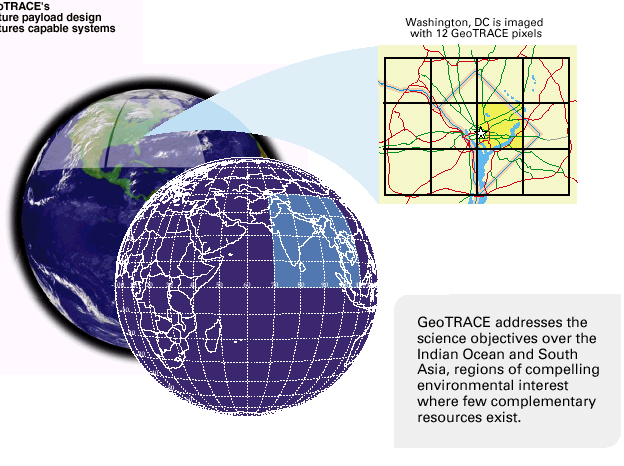 oTRACE's
ture payload design
tures capable systems
Washington, DC is imaged
with 12 GeoTRACE pixels
GeoTRACE addresses the
science objectives over the
Indian Ocean and South
Asia, regions of compelling
environmental interest
where few complementary
resources exist.